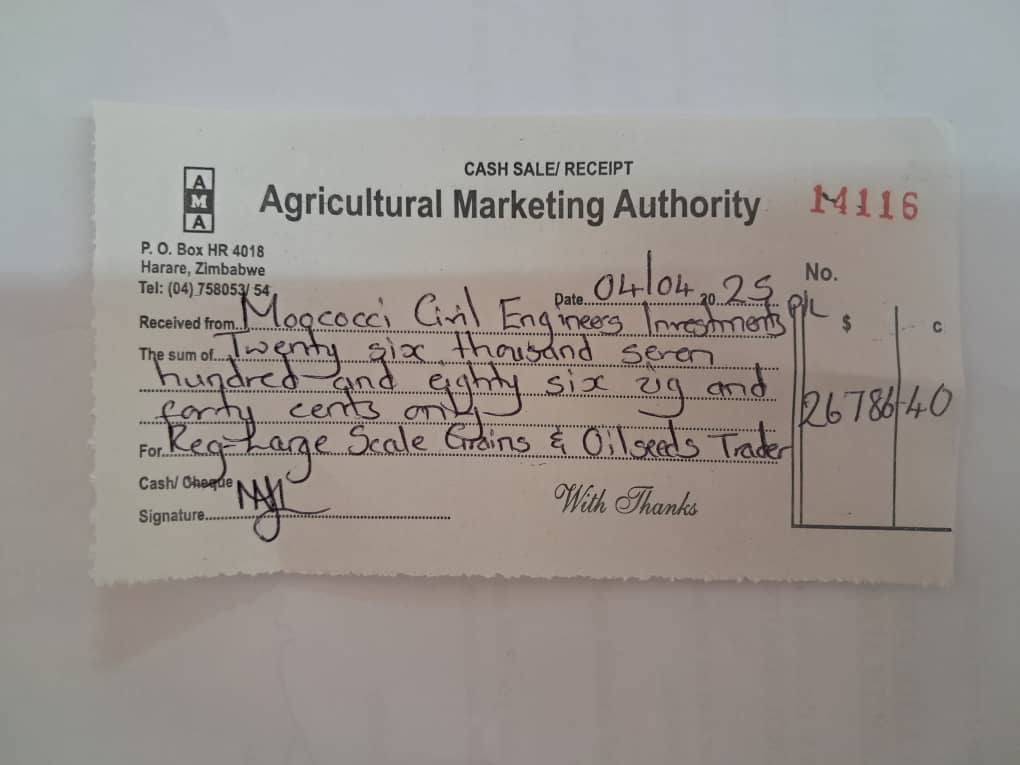 CASH SALE/ RECEIPT
A
M
A
Agricultural Marketing Authority
14116
P. O. Box HR 4018
Harare, Zimbabwe
Tel: (04) 758053/ 54
Date 04/04 20 25
No.
Received from Mogcocci Civil Engineers Investments P/L
$ c
The sum of Twenty six thousand seven
hundred and eighty six zig and
forty cents only
26786 40
For Reg-Large Scale Grains & Oilseeds Trader
Cash/ Cheque
Signature
With Thanks